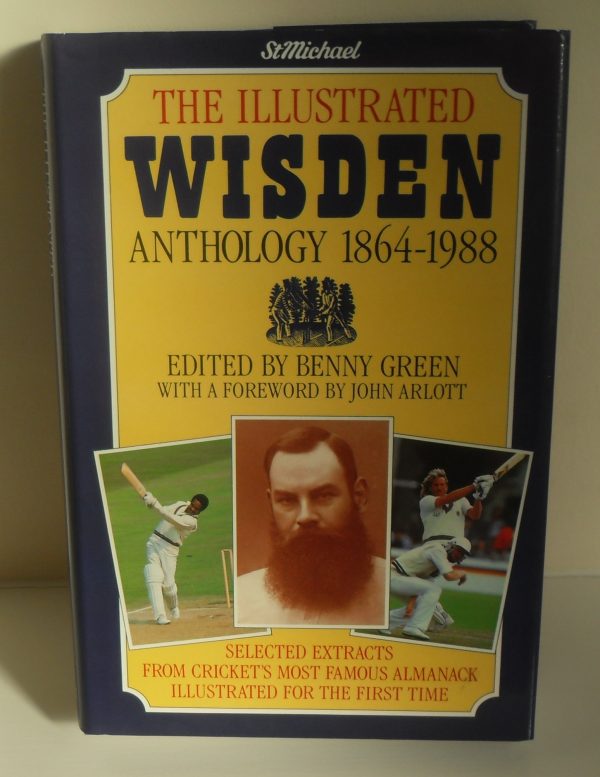 StMichael
THE ILLUSTRATED
WISDEN
ANTHOLOGY 1864-1988
EDITED BY BENNY GREEN
WITH A FOREWORD BY JOHN ARLOTT
SELECTED EXTRACTS
FROM CRICKET'S MOST FAMOUS ALMANACK
ILLUSTRATED FOR THE FIRST TIME